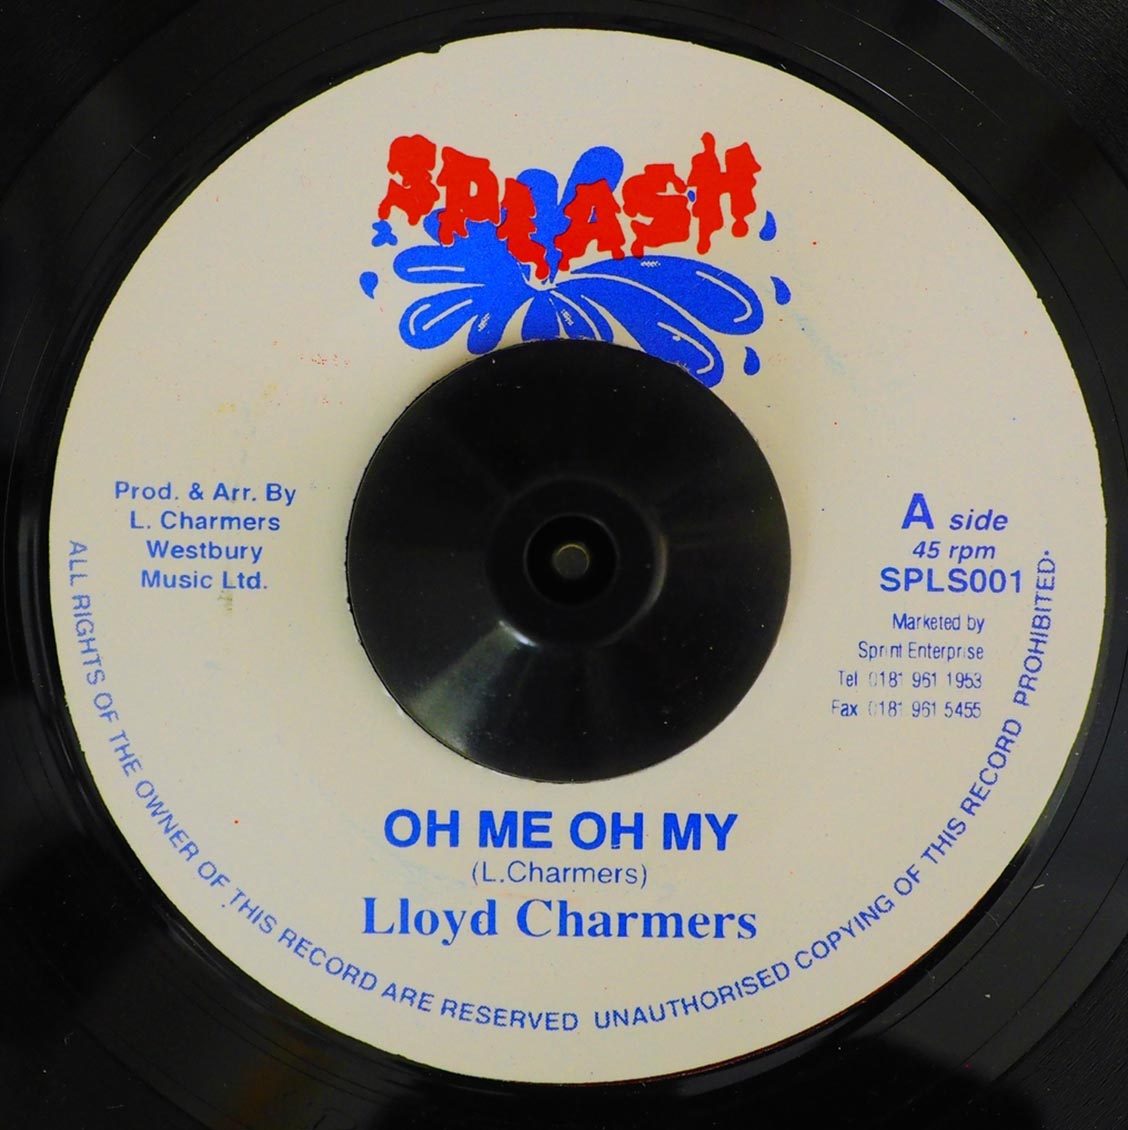 SPLASH
Prod. & Arr. By
L. Charmers
Westbury
Music Ltd.
A side
45 rpm
SPLS001
Marketed by
Sprint Enterprise
Tel 0181 961 1953
Fax 0181 961 5455
OH ME OH MY
(L.Charmers)
Lloyd Charmers
ALL RIGHTS OF THE OWNER OF THIS RECORD ARE RESERVED UNAUTHORISED COPYING OF THIS RECORD PROHIBITED.